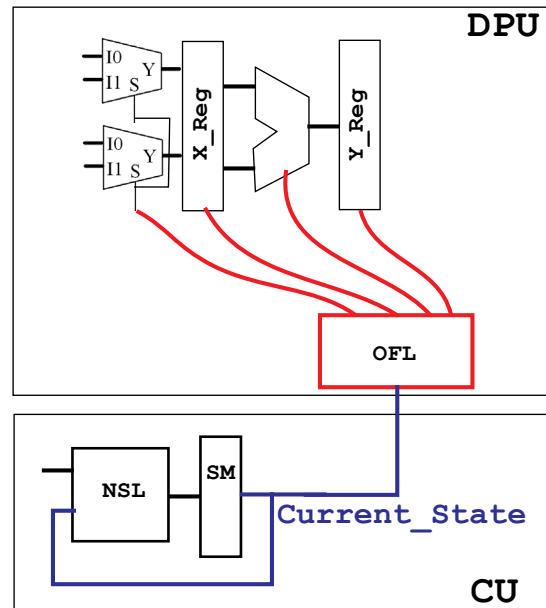 DPU
I0
I1
S
Y
I0
I1
S
Y
X_Reg
Y_Reg
OFL
NSL
SM
Current_State
CU